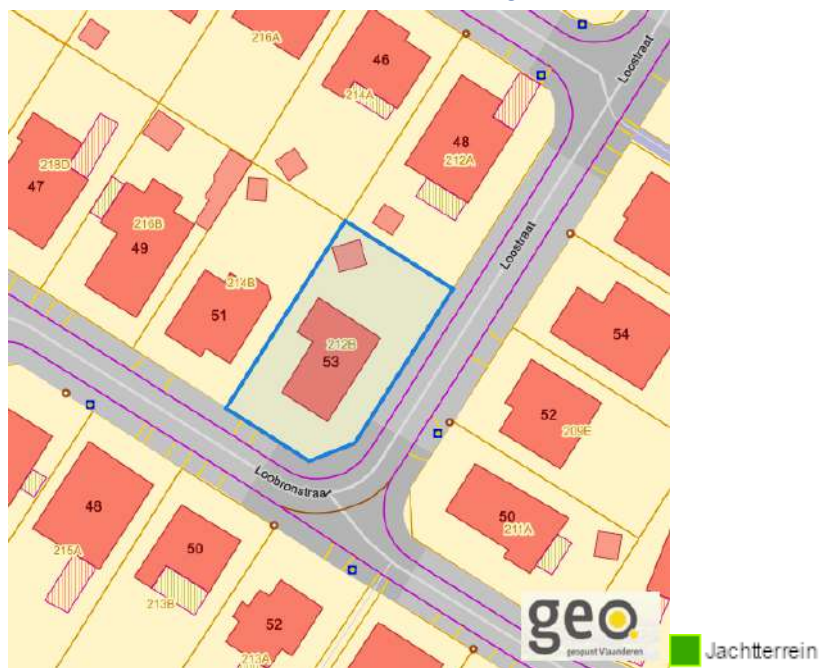 216A
46
214A
Loostraat
48
212A
218D
47
216B
49
Loostraat
214B
51
54
212B
53
52
209E
Loobronstraat
48
50
211A
50
215A
213B
52
213A
geo.
geopunt Vlaanderen
Jachtterrein